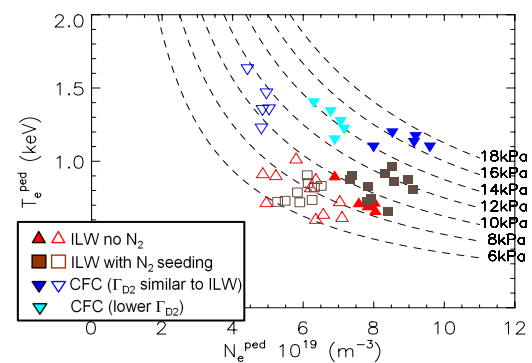 2.0
1.5
1.0
0.5
T_e^ped (keV)
18kPa
16kPa
14kPa
12kPa
10kPa
8kPa
6kPa
ILW no N₂
ILW with N₂ seeding
CFC (Γ_D2 similar to ILW)
CFC (lower Γ_D2)
0 2 4 6 8 10 12
N_e^ped 10^19 (m^-3)